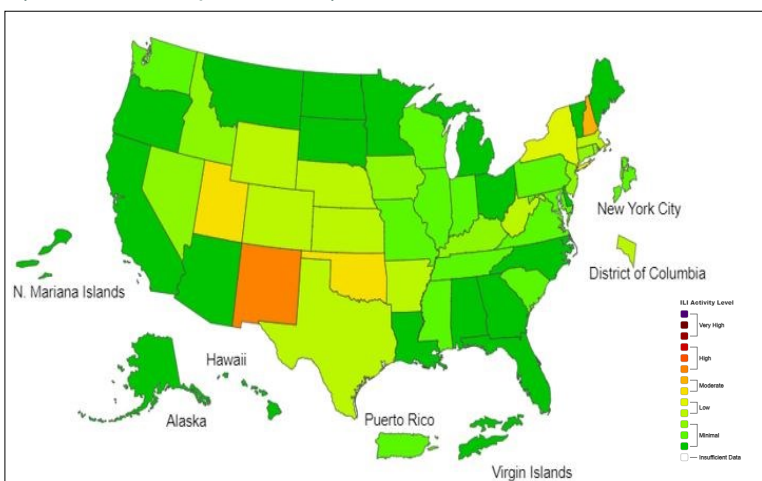 New York City
District of Columbia
N. Mariana Islands
ILI Activity Level
Very High
High
Moderate
Low
Minimal
Insufficient Data
Hawaii
Alaska
Puerto Rico
Virgin Islands